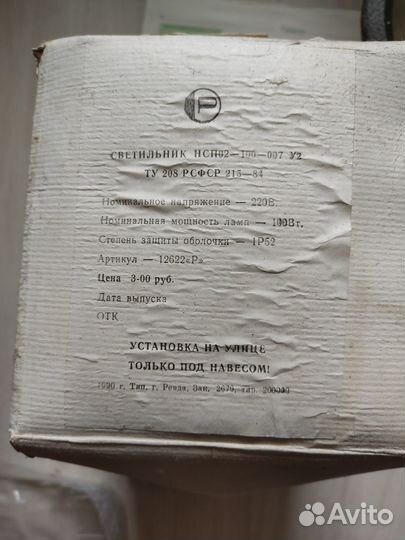 Р
СВЕТИЛЬНИК НСП02—100—007 У2
ТУ 208 РСФСР 215—84
Номинальное напряжение — 220В.
Номинальная мощность ламп — 100Вт.
Степень защиты оболочки — IP52
Артикул — 12622«Р»
Цена 3-00 руб.
Дата выпуска
ОТК
УСТАНОВКА НА УЛИЦЕ
ТОЛЬКО ПОД НАВЕСОМ!
1990 г. Тип. г. Ревда, Зак. 2679, тир. 200000
Avito